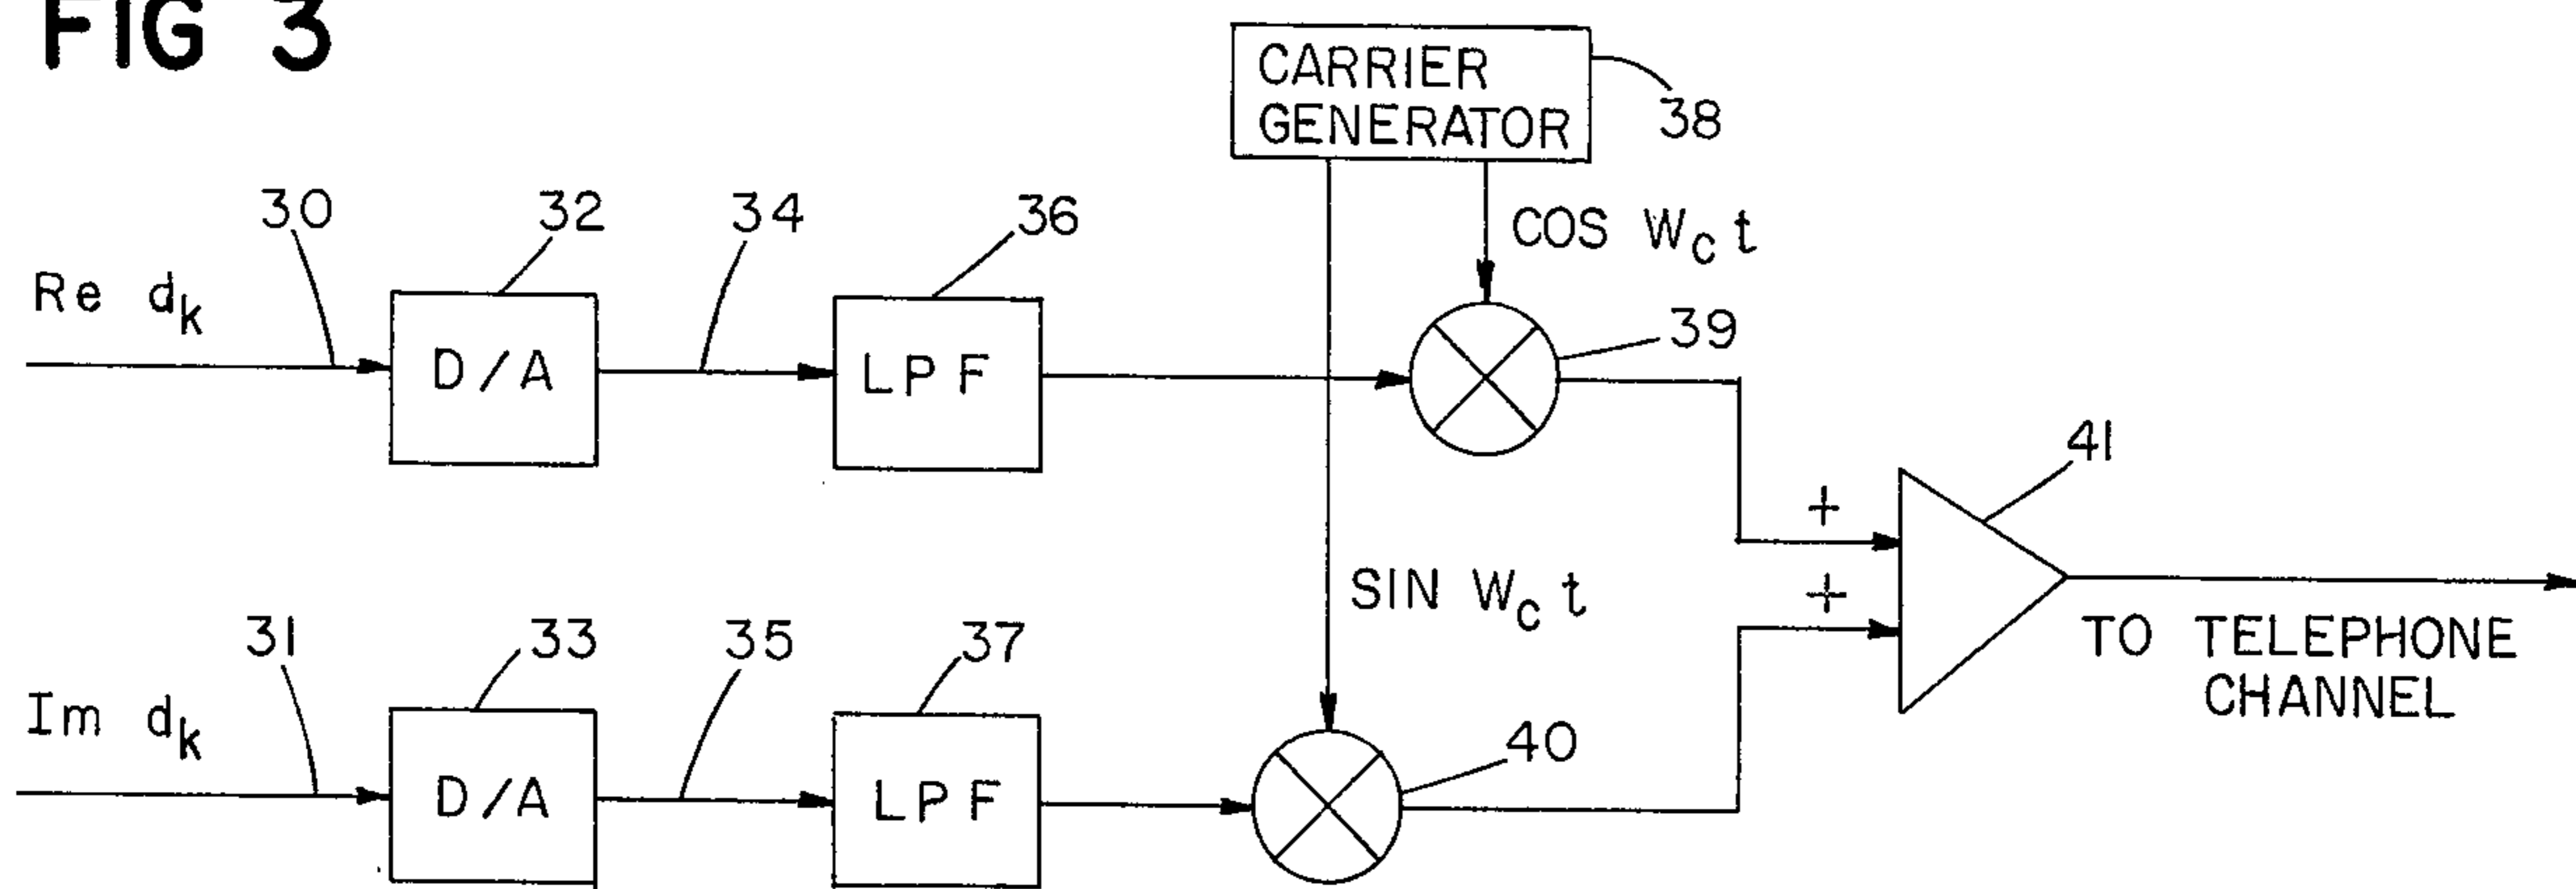 FIG 3
CARRIER
GENERATOR
38
30
32
34
36
COS Wc t
Re dk
39
D/A
LPF
41
+
SIN Wc t
+
31
33
35
37
TO TELEPHONE
CHANNEL
Im dk
40
D/A
LPF